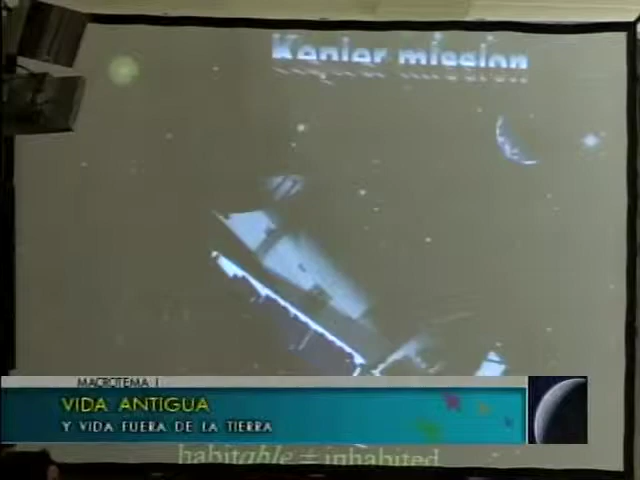 Kepler mission
MACROTEMA I
VIDA ANTIGUA
Y VIDA FUERA DE LA TIERRA
habitable ≠ inhabited